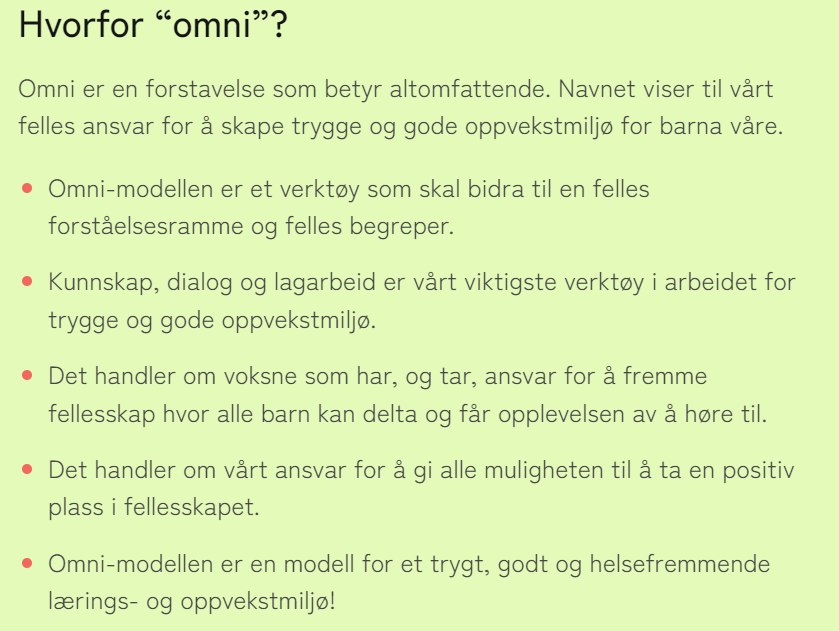 Hvorfor “omni”?
Omni er en forstavelse som betyr altomfattende. Navnet viser til vårt
felles ansvar for å skape trygge og gode oppvekstmiljø for barna våre.
• Omni-modellen er et verktøy som skal bidra til en felles
forståelsesramme og felles begreper.
• Kunnskap, dialog og lagarbeid er vårt viktigste verktøy i arbeidet for
trygge og gode oppvekstmiljø.
• Det handler om voksne som har, og tar, ansvar for å fremme
fellesskap hvor alle barn kan delta og får opplevelsen av å høre til.
• Det handler om vårt ansvar for å gi alle muligheten til å ta en positiv
plass i fellesskapet.
• Omni-modellen er en modell for et trygt, godt og helsefremmende
lærings- og oppvekstmiljø!